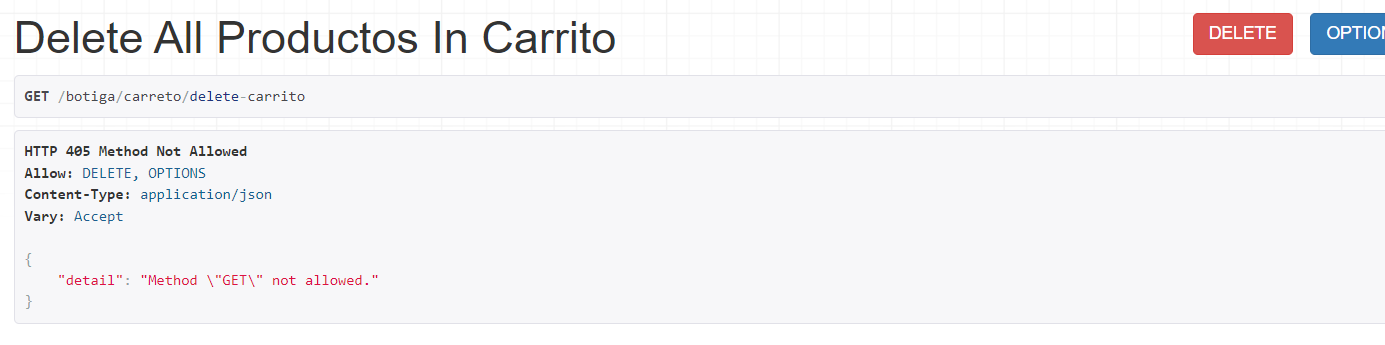 Delete All Productos In Carrito
DELETE
OPTION
GET /botiga/carreto/delete-carrito
HTTP 405 Method Not Allowed
Allow: DELETE, OPTIONS
Content-Type: application/json
Vary: Accept
{
"detail": "Method \"GET\" not allowed."
}